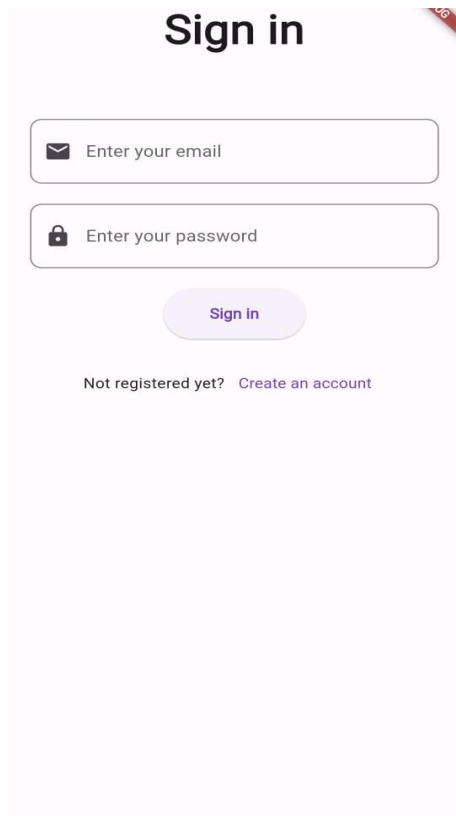 Sign in
Enter your email
Enter your password
Sign in
Not registered yet? Create an account